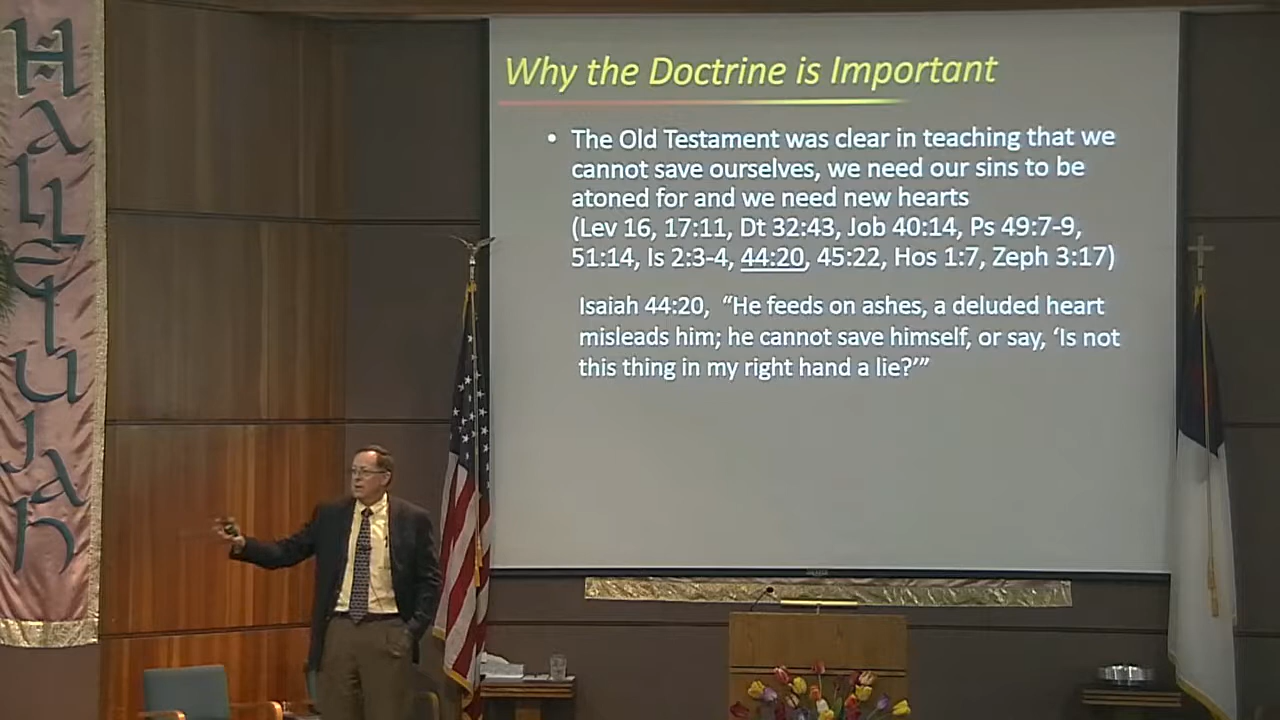 Hallelujah
Why the Doctrine is Important
• The Old Testament was clear in teaching that we
cannot save ourselves, we need our sins to be
atoned for and we need new hearts
(Lev 16, 17:11, Dt 32:43, Job 40:14, Ps 49:7-9,
51:14, Is 2:3-4, 44:20, 45:22, Hos 1:7, Zeph 3:17)
Isaiah 44:20, “He feeds on ashes, a deluded heart
misleads him; he cannot save himself, or say, ‘Is not
this thing in my right hand a lie?’”